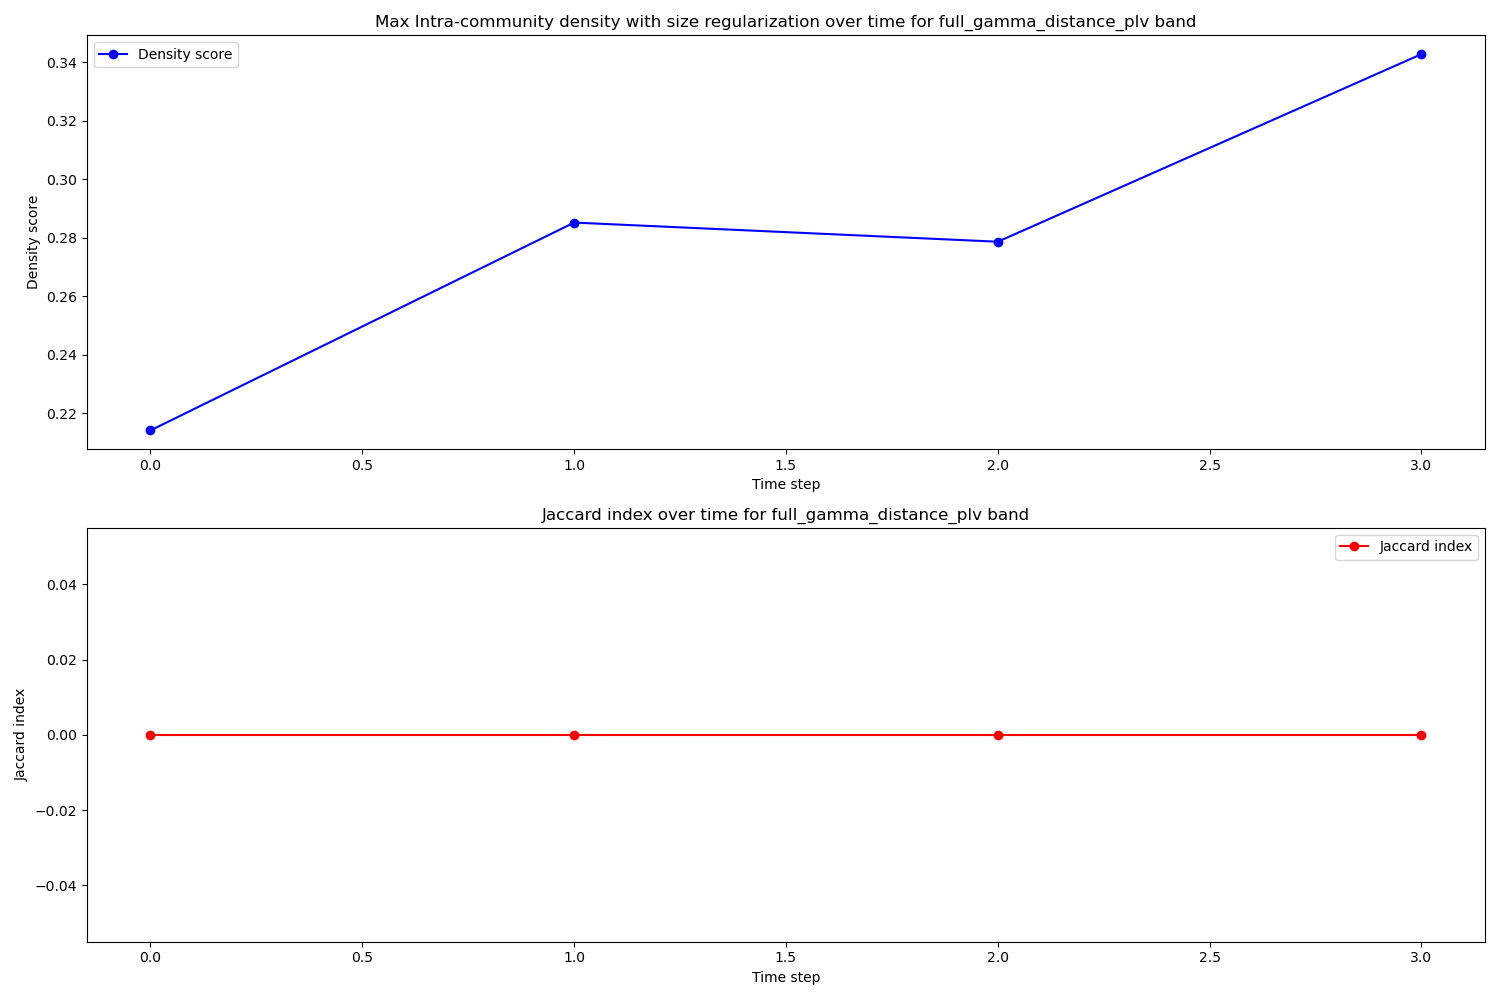 Max Intra-community density with size regularization over time for full_gamma_distance_plv band
Density score
0.34
0.32
0.30
0.28
0.26
0.24
0.22
Density score
0.0 0.5 1.0 1.5 2.0 2.5 3.0
Time step
Jaccard index over time for full_gamma_distance_plv band
Jaccard index
0.04
0.02
0.00
−0.02
−0.04
Jaccard index
0.0 0.5 1.0 1.5 2.0 2.5 3.0
Time step